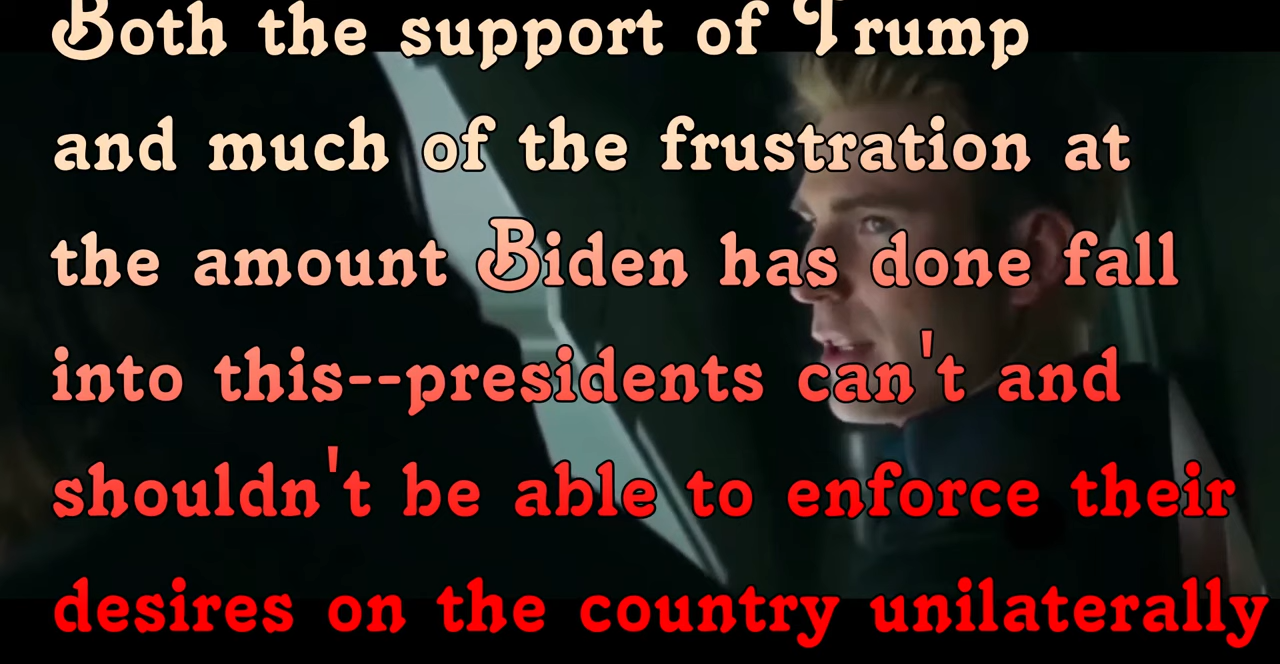 Both the support of Trump
and much of the frustration at
the amount Biden has done fall
into this--presidents can't and
shouldn't be able to enforce their
desires on the country unilaterally